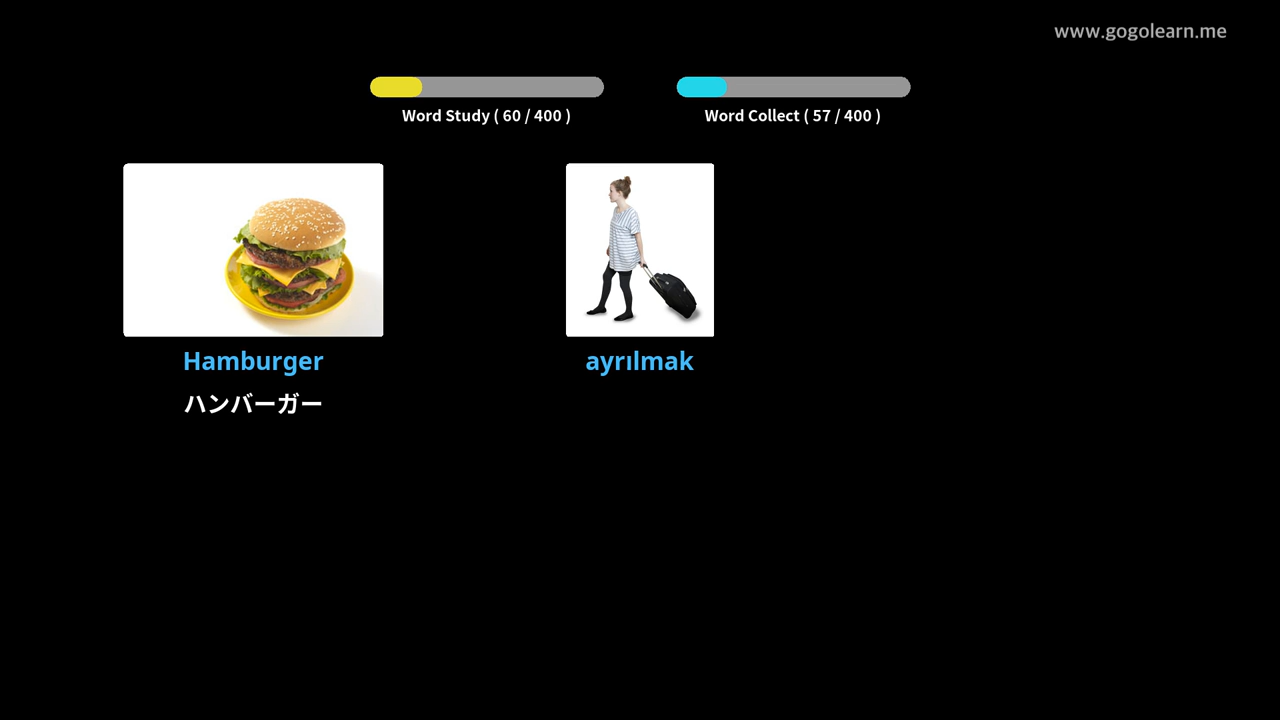 www.gogolearn.me
Word Study ( 60 / 400 )
Word Collect ( 57 / 400 )
Hamburger
ayrılmak
ハンバーガー